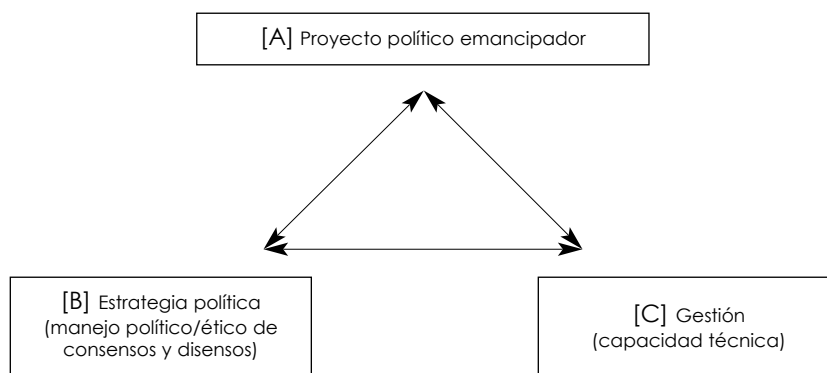 [A] Proyecto político emancipador
[B] Estrategia política
(manejo político/ético de
consensos y disensos)
[C] Gestión
(capacidad técnica)